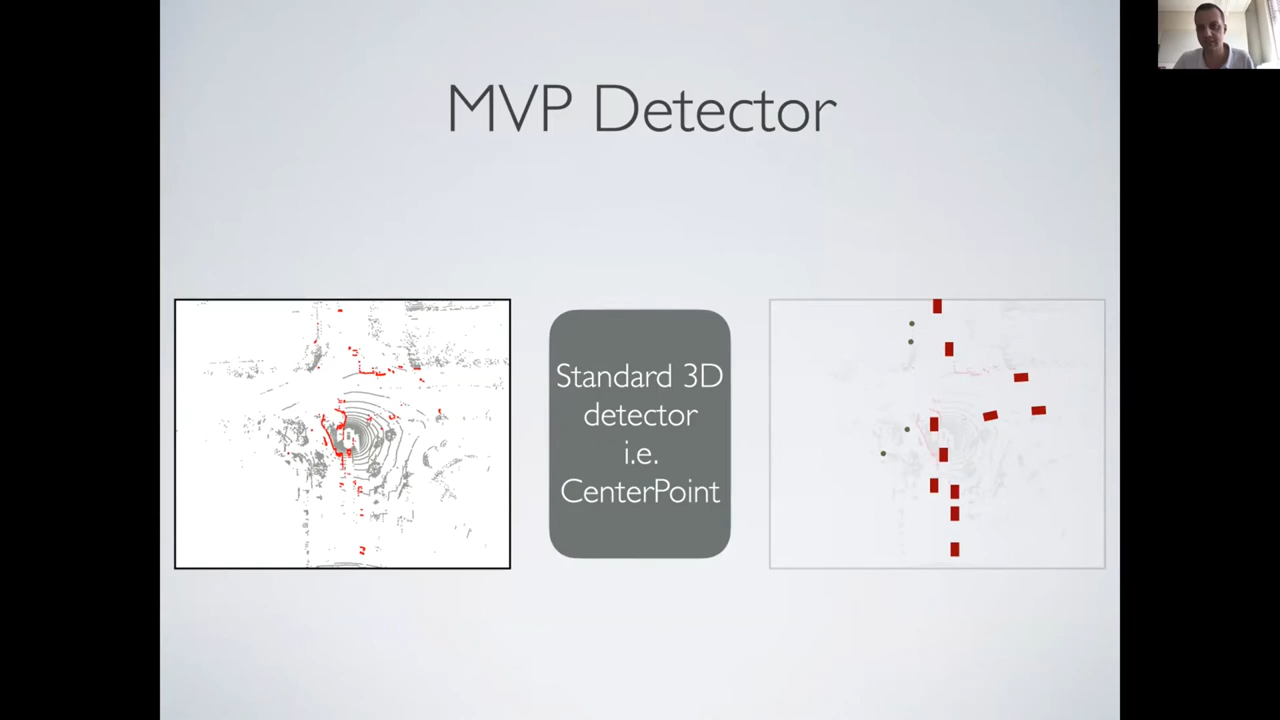 MVP Detector
Standard 3D
detector
i.e.
CenterPoint